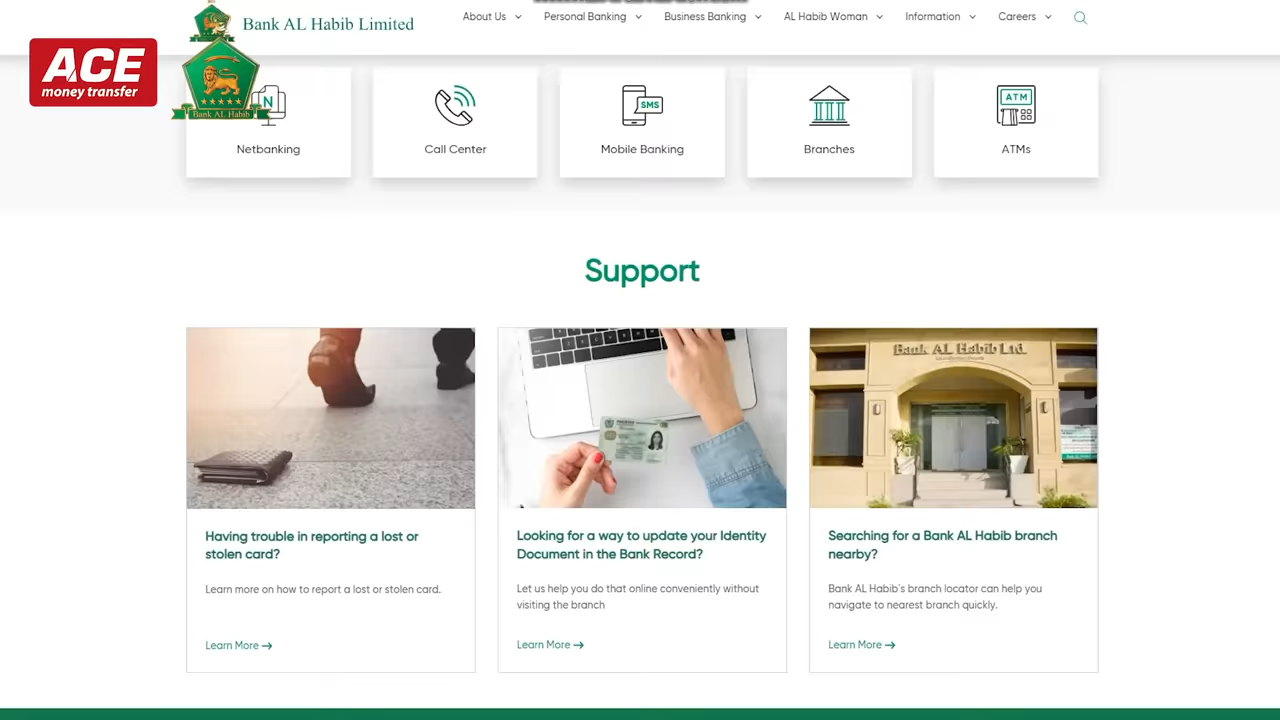 Bank AL Habib Limited
About Us
Personal Banking
Business Banking
AL Habib Woman
Information
Careers
ACE
money transfer
Bank AL Habib
N
SMS
ATM
Netbanking
Call Center
Mobile Banking
Branches
ATMs
Support
Bank AL Habib Ltd.
Having trouble in reporting a lost or
stolen card?
Learn more on how to report a lost or stolen card.
Learn More →
Looking for a way to update your Identity
Document in the Bank Record?
Let us help you do that online conveniently without
visiting the branch
Learn More →
Searching for a Bank AL Habib branch
nearby?
Bank AL Habib's branch locator can help you
navigate to nearest branch quickly.
Learn More →